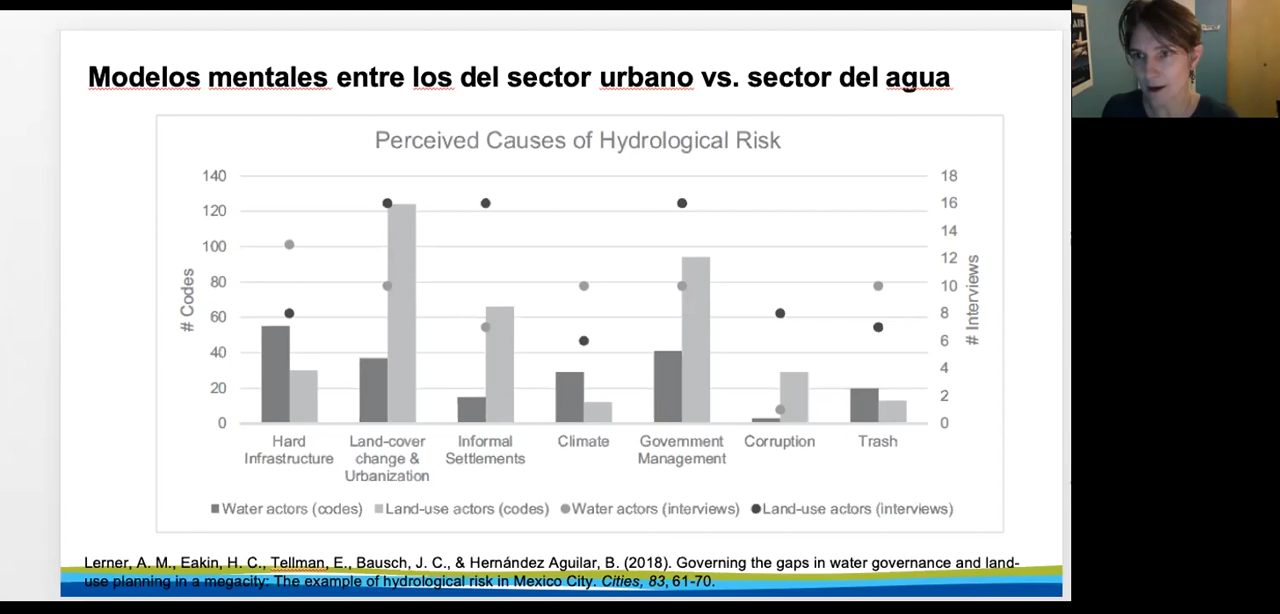 Modelos mentales entre los del sector urbano vs. sector del agua
Perceived Causes of Hydrological Risk
140
120
100
80
60
40
20
0
# Codes
18
16
14
12
10
8
6
4
2
0
# Interviews
Hard
Infrastructure
Land-cover
change &
Urbanization
Informal
Settlements
Climate
Government
Management
Corruption
Trash
Water actors (codes) Land-use actors (codes) Water actors (interviews) Land-use actors (interviews)
Lerner, A. M., Eakin, H. C., Tellman, E., Bausch, J. C., & Hernández Aguilar, B. (2018). Governing the gaps in water governance and land-
use planning in a megacity: The example of hydrological risk in Mexico City. Cities, 83, 61-70.